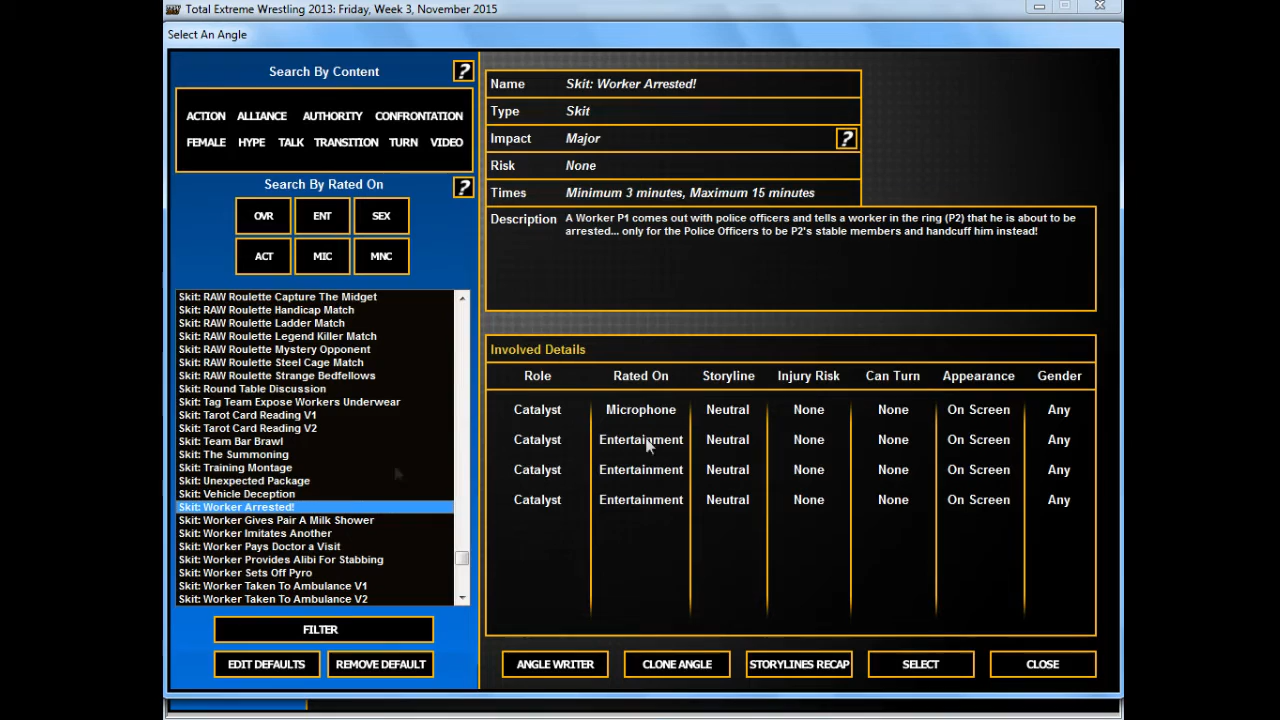 Total Extreme Wrestling 2013: Friday, Week 3, November 2015
Select An Angle
Search By Content ?
ACTION ALLIANCE AUTHORITY CONFRONTATION
FEMALE HYPE TALK TRANSITION TURN VIDEO
Search By Rated On ?
OVR ENT SEX
ACT MIC MNC
Skit: RAW Roulette Capture The Midget
Skit: RAW Roulette Handicap Match
Skit: RAW Roulette Ladder Match
Skit: RAW Roulette Legend Killer Match
Skit: RAW Roulette Mystery Opponent
Skit: RAW Roulette Steel Cage Match
Skit: RAW Roulette Strange Bedfellows
Skit: Round Table Discussion
Skit: Tag Team Expose Workers Underwear
Skit: Tarot Card Reading V1
Skit: Tarot Card Reading V2
Skit: Team Bar Brawl
Skit: The Summoning
Skit: Training Montage
Skit: Unexpected Package
Skit: Vehicle Deception
Skit: Worker Arrested!
Skit: Worker Gives Pair A Milk Shower
Skit: Worker Imitates Another
Skit: Worker Pays Doctor a Visit
Skit: Worker Provides Alibi For Stabbing
Skit: Worker Sets Off Pyro
Skit: Worker Taken To Ambulance V1
Skit: Worker Taken To Ambulance V2
FILTER
EDIT DEFAULTS REMOVE DEFAULT
Name Skit: Worker Arrested!
Type Skit
Impact Major ?
Risk None
Times Minimum 3 minutes, Maximum 15 minutes
Description A Worker P1 comes out with police officers and tells a worker in the ring (P2) that he is about to be
arrested... only for the Police Officers to be P2's stable members and handcuff him instead!
Involved Details
Role Rated On Storyline Injury Risk Can Turn Appearance Gender
Catalyst Microphone Neutral None None On Screen Any
Catalyst Entertainment Neutral None None On Screen Any
Catalyst Entertainment Neutral None None On Screen Any
Catalyst Entertainment Neutral None None On Screen Any
ANGLE WRITER CLONE ANGLE STORYLINES RECAP SELECT CLOSE